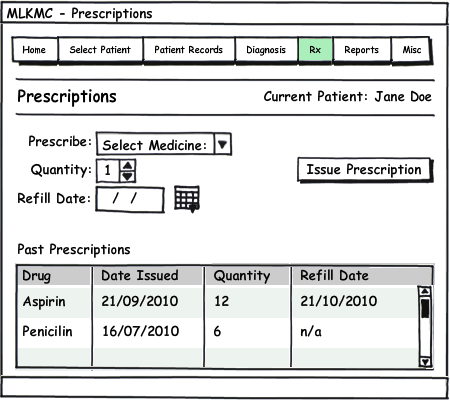 MLKMC - Prescriptions
Home Select Patient Patient Records Diagnosis Rx Reports Misc
Prescriptions Current Patient: Jane Doe
Prescribe: Select Medicine:
Quantity: 1
Issue Prescription
Refill Date: / /
Past Prescriptions
Drug Date Issued Quantity Refill Date
Aspirin 21/09/2010 12 21/10/2010
Penicilin 16/07/2010 6 n/a